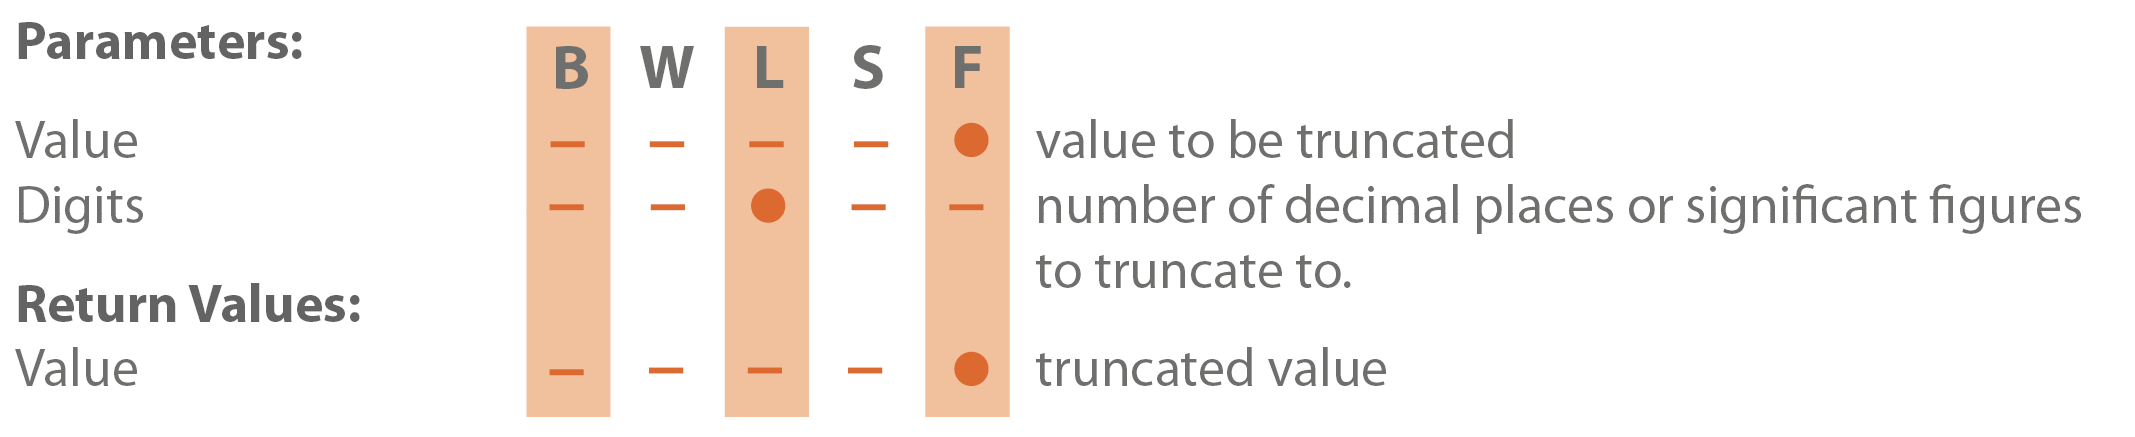 Parameters: B W L S F
Value – – – – ● value to be truncated
Digits – – ● – – number of decimal places or significant figures
to truncate to.
Return Values:
Value – – – – ● truncated value